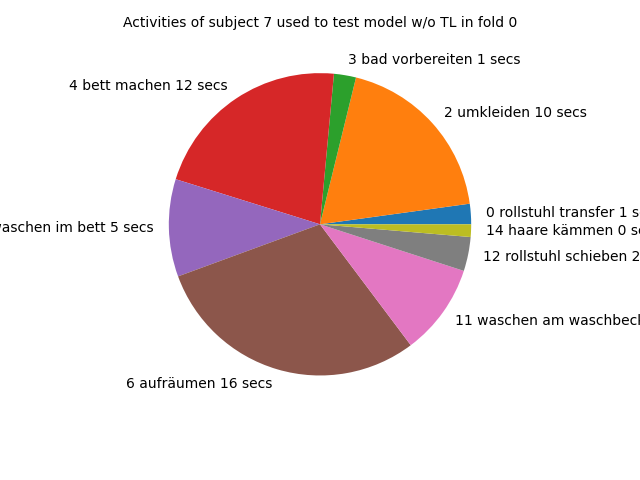 Activities of subject 7 used to test model w/o TL in fold 0
3 bad vorbereiten 1 secs
4 bett machen 12 secs
2 umkleiden 10 secs
0 rollstuhl transfer 1
14 haare kämmen 0
waschen im bett 5 secs
12 rollstuhl schieben 2
11 waschen am
6 aufräumen 16 secs